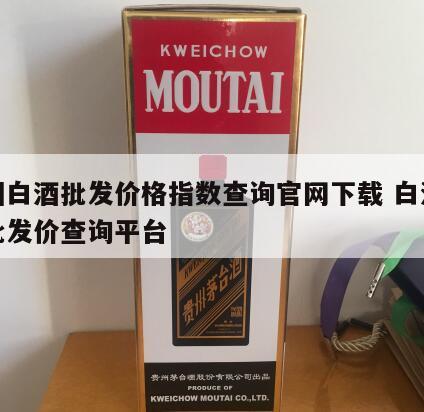 KWEICHOW
MOUTAI
白酒批发价格指数查询官网下载 白
发价查询平台
贵州茅台酒
贵州茅台酒股份有限公司出品
PRODUCE OF
KWEICHOW MOUTAI CO.,LTD.